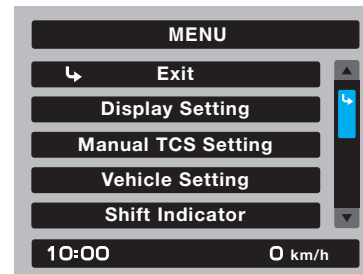 MENU
Exit
Display Setting
Manual TCS Setting
Vehicle Setting
Shift Indicator
10:00 0 km/h